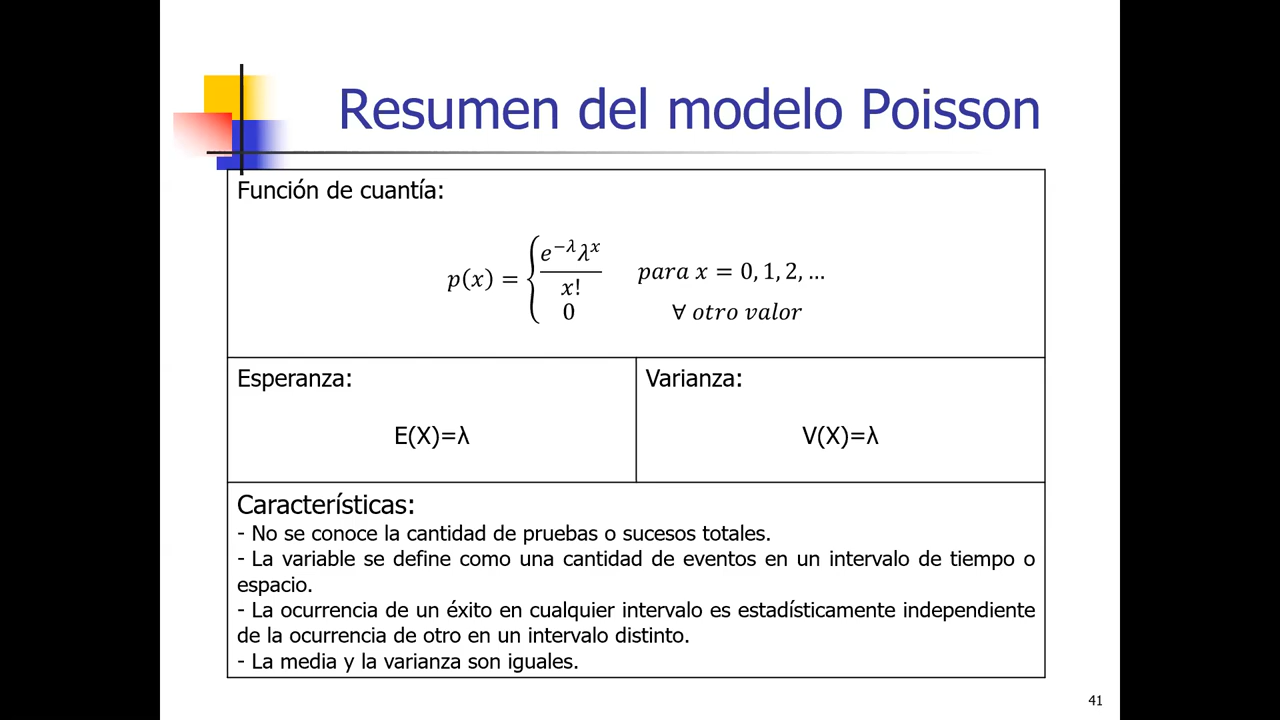 Resumen del modelo Poisson
Función de cuantía:
p(x) = { e^{−λ}λ^x / x!    para x = 0, 1, 2, …
0    ∀ otro valor
Esperanza:
E(X)=λ
Varianza:
V(X)=λ
Características:
- No se conoce la cantidad de pruebas o sucesos totales.
- La variable se define como una cantidad de eventos en un intervalo de tiempo o
espacio.
- La ocurrencia de un éxito en cualquier intervalo es estadísticamente independiente
de la ocurrencia de otro en un intervalo distinto.
- La media y la varianza son iguales.
41